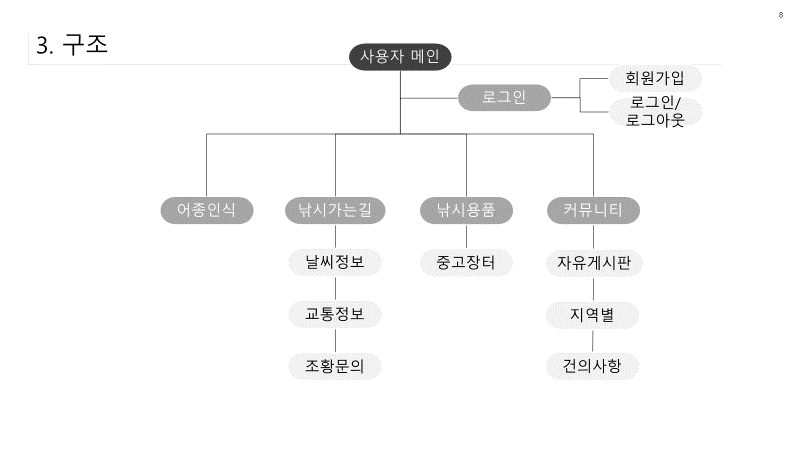 8
3. 구조
사용자 메인
로그인
회원가입
로그인/
로그아웃
어종인식
낚시가는길
낚시용품
커뮤니티
날씨정보
중고장터
자유게시판
교통정보
지역별
조황문의
건의사항